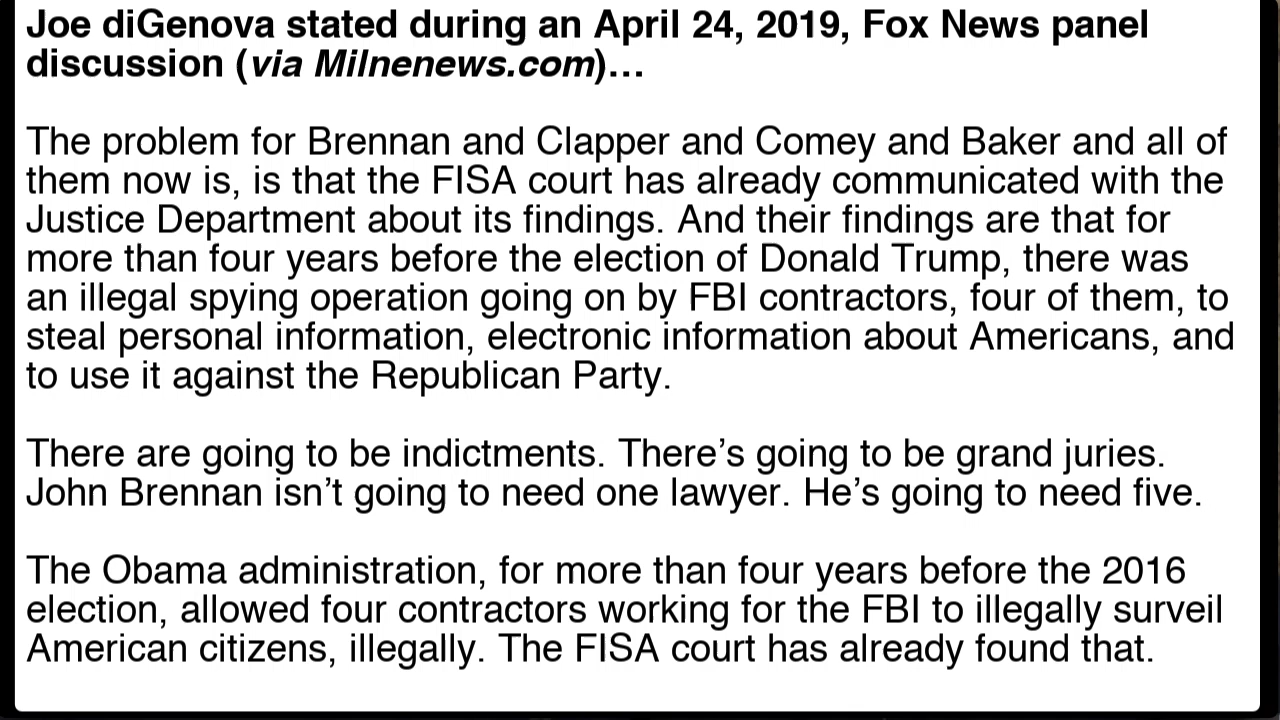 Joe diGenova stated during an April 24, 2019, Fox News panel
discussion (via Milnenews.com)…
The problem for Brennan and Clapper and Comey and Baker and all of
them now is, is that the FISA court has already communicated with the
Justice Department about its findings. And their findings are that for
more than four years before the election of Donald Trump, there was
an illegal spying operation going on by FBI contractors, four of them, to
steal personal information, electronic information about Americans, and
to use it against the Republican Party.
There are going to be indictments. There’s going to be grand juries.
John Brennan isn’t going to need one lawyer. He’s going to need five.
The Obama administration, for more than four years before the 2016
election, allowed four contractors working for the FBI to illegally surveil
American citizens, illegally. The FISA court has already found that.